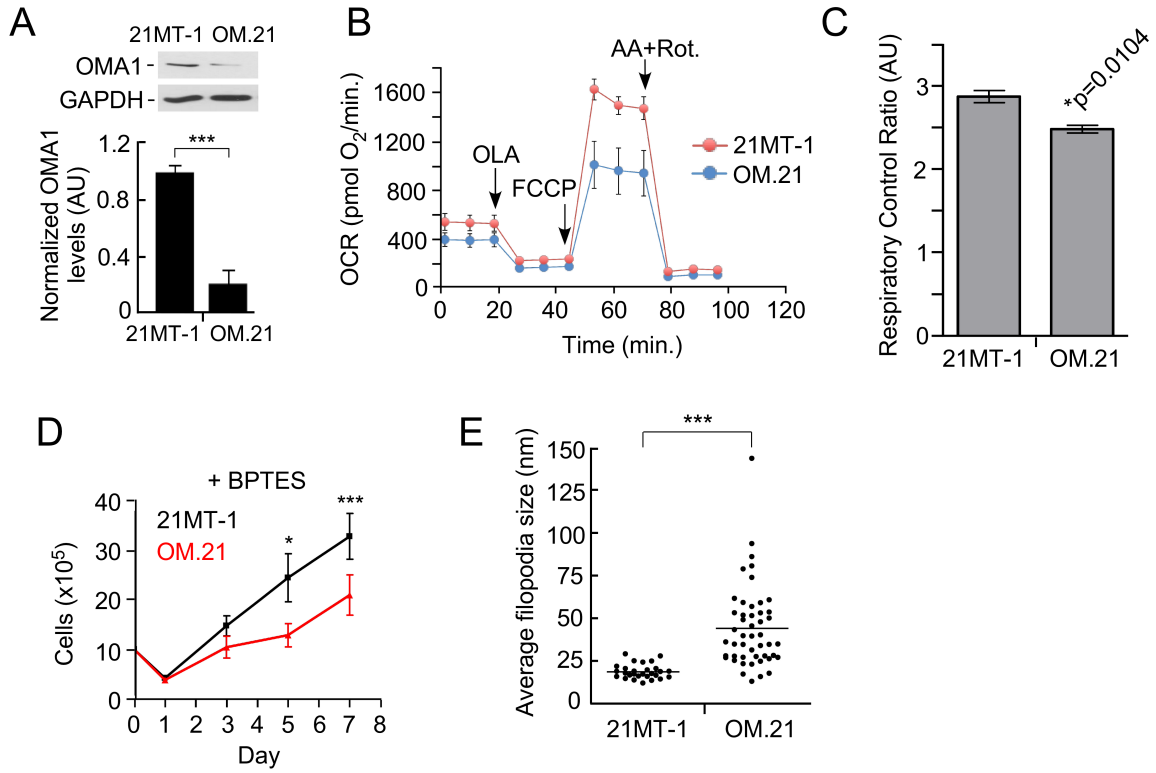 A
21MT-1 OM.21
OMA1 -
GAPDH -
Normalized OMA1
levels (AU)
1.2
0.8
0.4
0
***
21MT-1 OM.21
B
OCR (pmol O2/min.)
1600
1200
800
400
0
OLA
FCCP
AA+Rot.
21MT-1
OM.21
0 20 40 60 80 100 120
Time (min.)
C
Respiratory Control Ratio (AU)
3
2
1
0
*p=0.0104
21MT-1 OM.21
D
+ BPTES
Cells (x10⁵)
40
30
20
10
0
21MT-1
OM.21
*
***
0 1 2 3 4 5 6 7 8
Day
E
Average filopodia size (nm)
150
125
100
75
50
25
0
***
21MT-1 OM.21